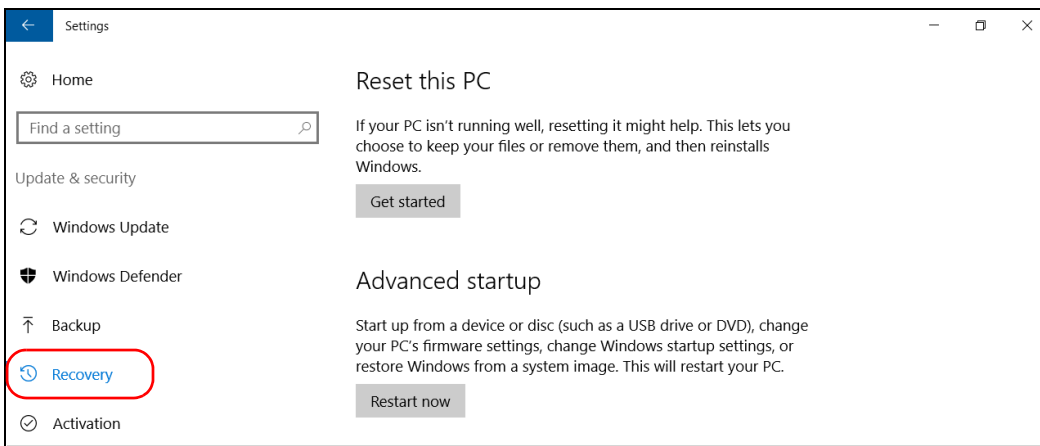 Settings
Home
Find a setting
Update & security
Windows Update
Windows Defender
Backup
Recovery
Activation
Reset this PC
If your PC isn't running well, resetting it might help. This lets you
choose to keep your files or remove them, and then reinstalls
Windows.
Get started
Advanced startup
Start up from a device or disc (such as a USB drive or DVD), change
your PC's firmware settings, change Windows startup settings, or
restore Windows from a system image. This will restart your PC.
Restart now